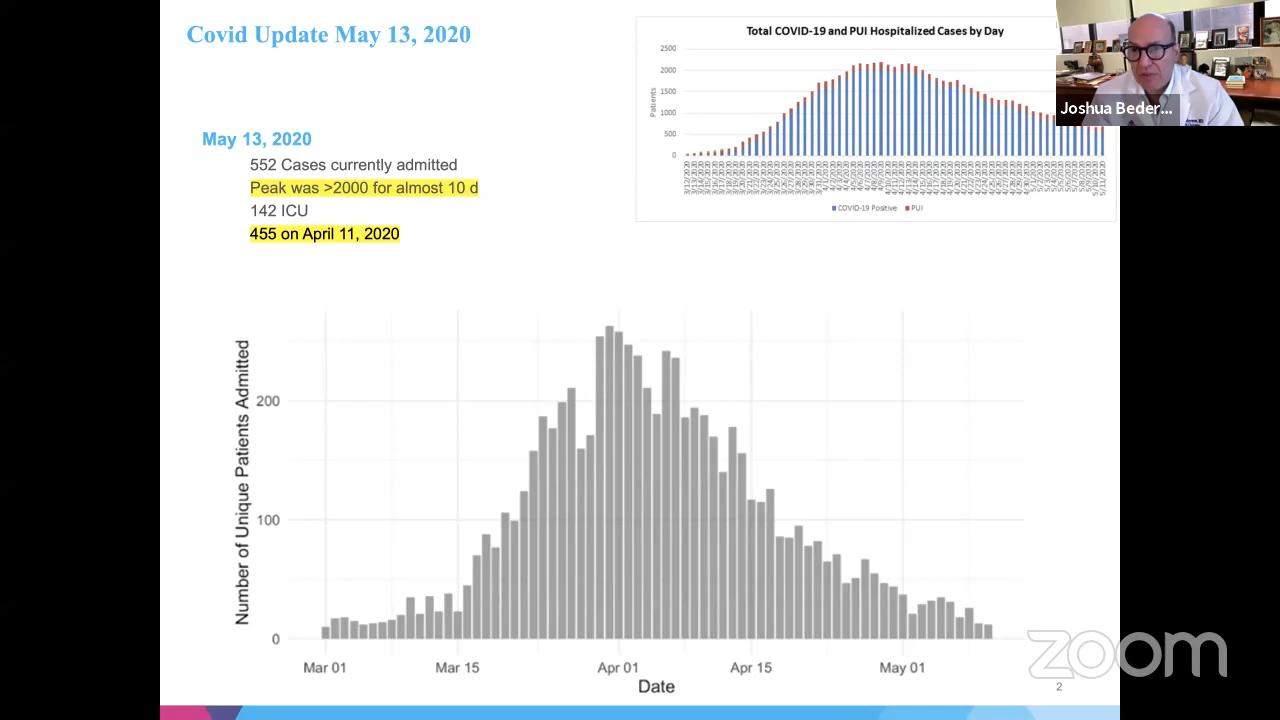 Covid Update May 13, 2020
May 13, 2020
552 Cases currently admitted
Peak was >2000 for almost 10 d
142 ICU
455 on April 11, 2020
Total COVID-19 and PUI Hospitalized Cases by Day
Patients
2500
2000
1500
1000
500
0
COVID-19 Positive
PUI
Joshua Beder...
Number of Unique Patients Admitted
200
100
0
Mar 01
Mar 15
Apr 01
Apr 15
May 01
Date
zoom
2